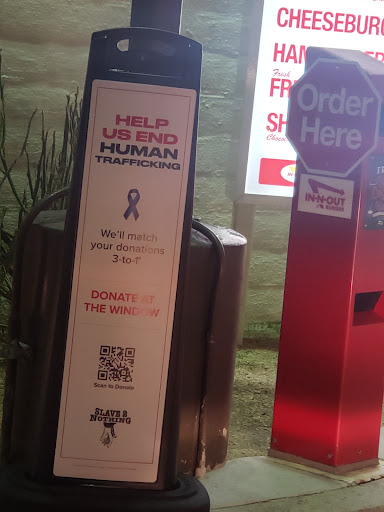 HELP
US END
HUMAN
TRAFFICKING
We'll match
your donations
3-to-1
DONATE AT
THE WINDOW
Scan to Donate
SLAVE 2
NOTHING
CHEESEBUR
HAM
Fresh
FR
SH
Order
Here
IN-N-OUT
BURGER